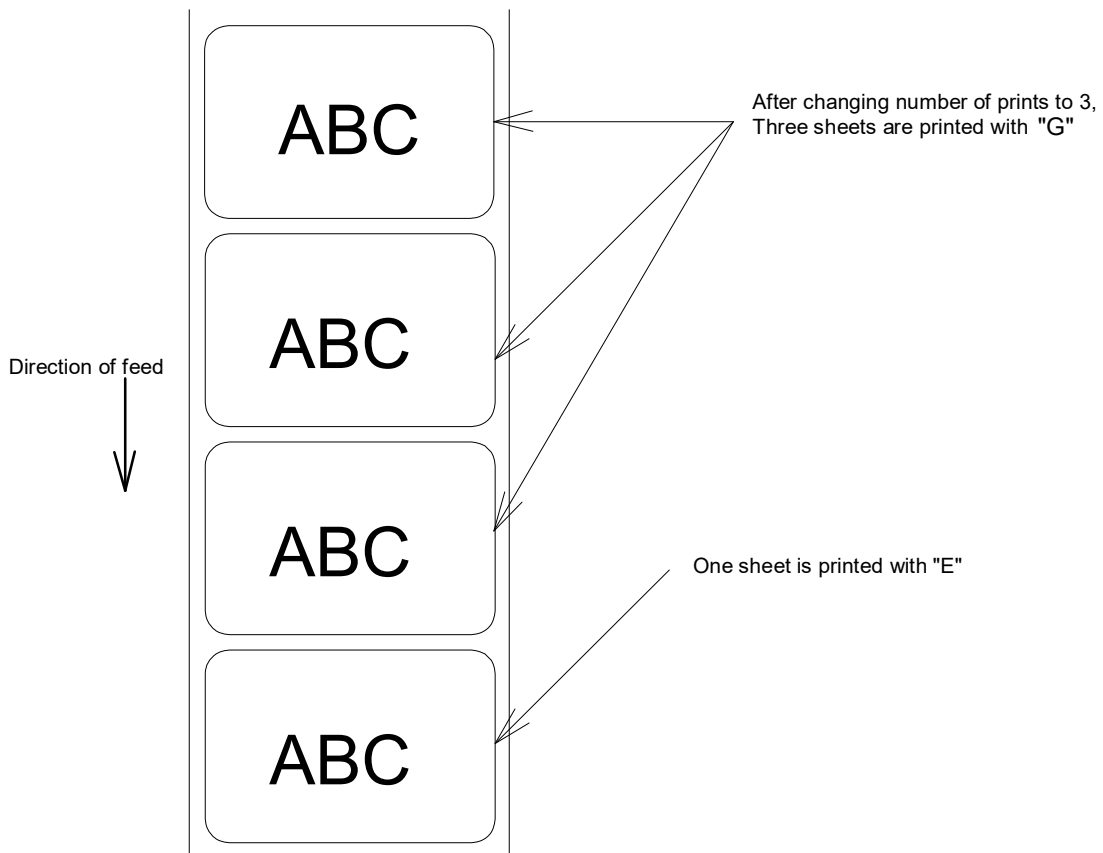 ABC
After changing number of prints to 3,
Three sheets are printed with "G"
ABC
Direction of feed
ABC
One sheet is printed with "E"
ABC